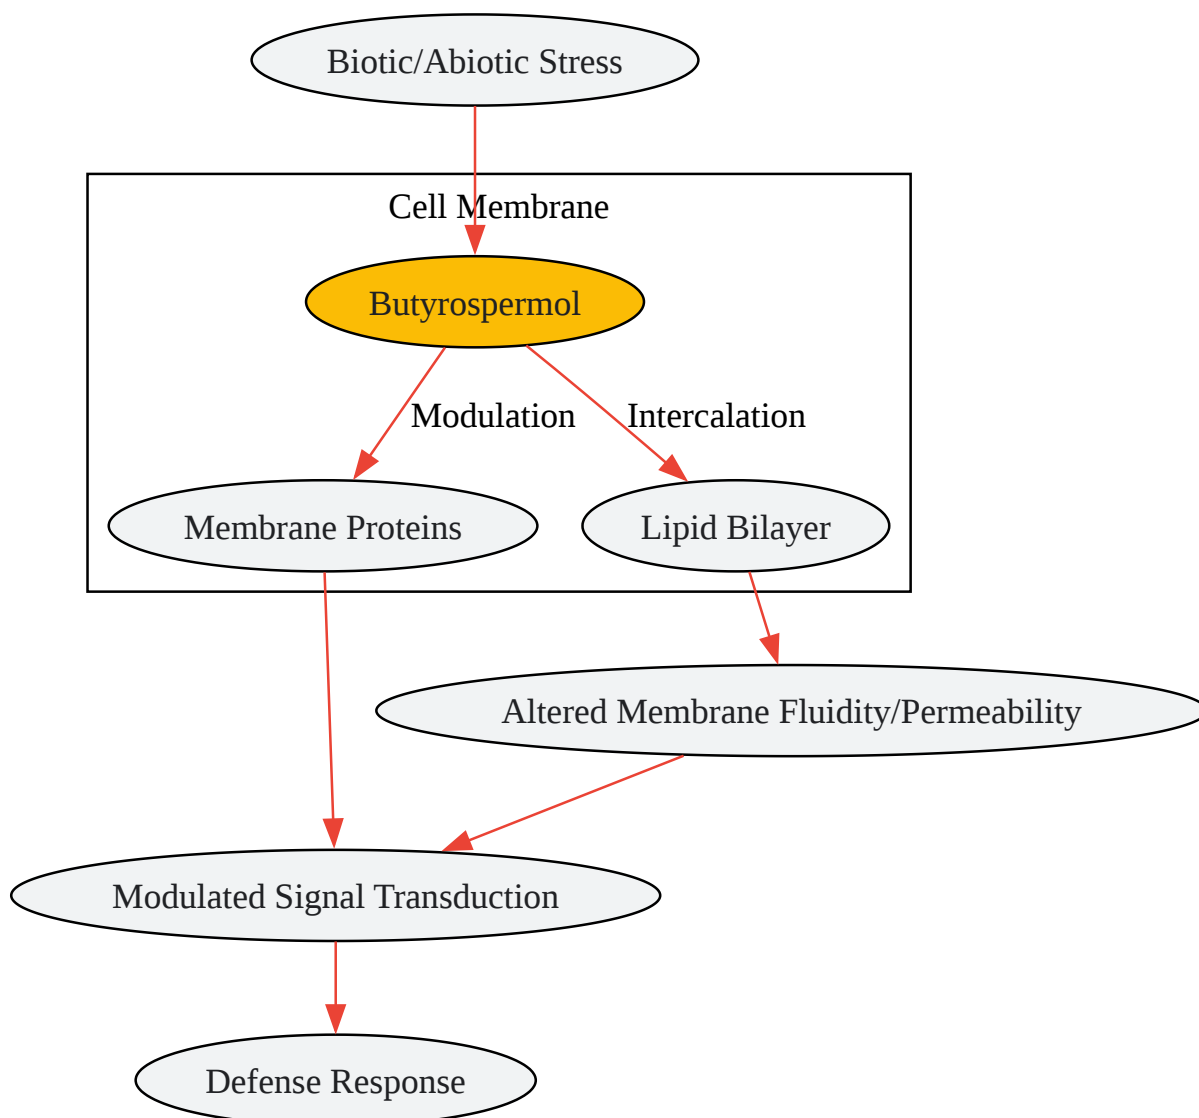 Biotic/Abiotic Stress
Cell Membrane
Butyrospermol
Modulation
Intercalation
Membrane Proteins
Lipid Bilayer
Altered Membrane Fluidity/Permeability
Modulated Signal Transduction
Defense Response